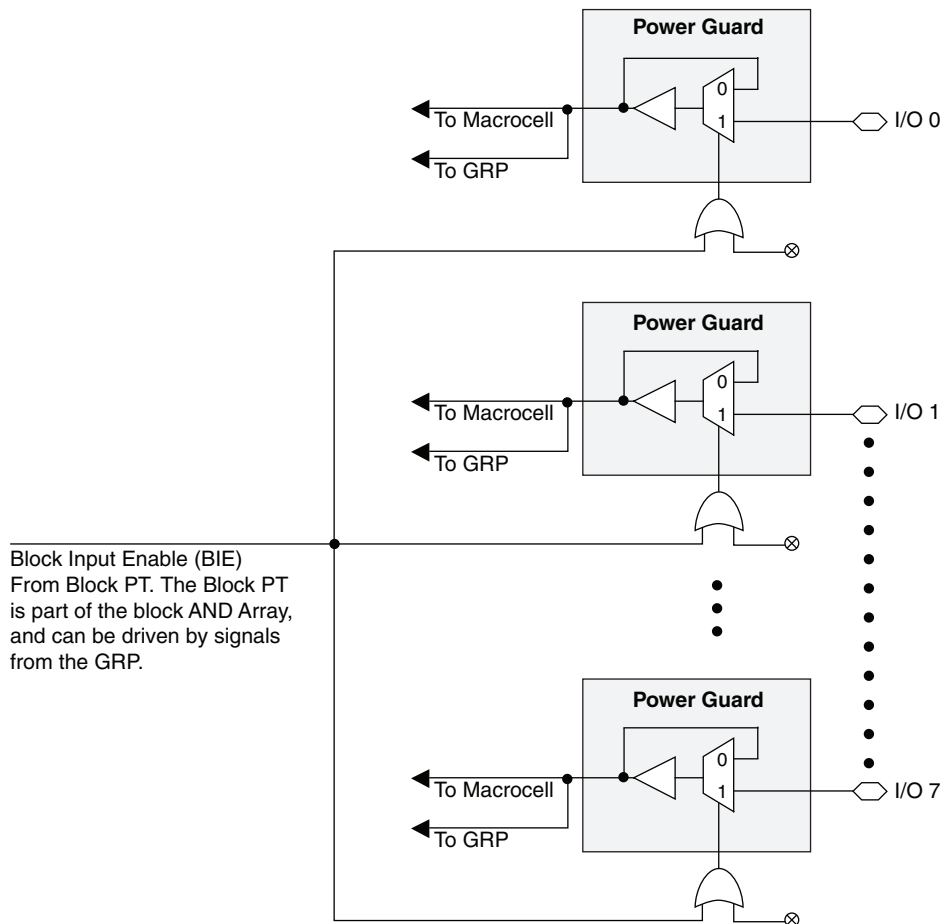 Power Guard
0
1
I/O 0
To Macrocell
To GRP
Power Guard
0
1
I/O 1
To Macrocell
To GRP
Block Input Enable (BIE)
From Block PT. The Block PT
is part of the block AND Array,
and can be driven by signals
from the GRP.
Power Guard
0
1
I/O 7
To Macrocell
To GRP